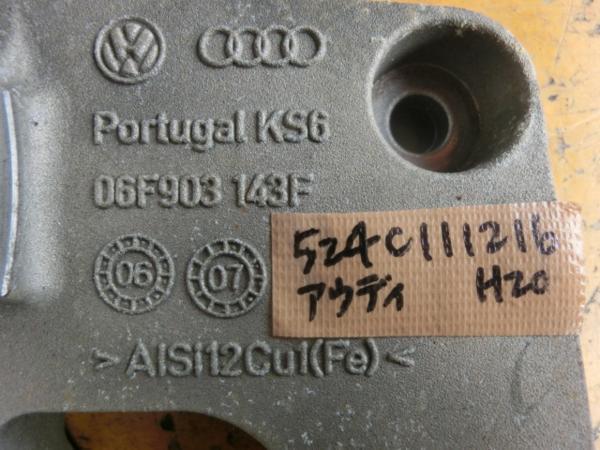 Portugal KS6
06F903 143F
06 07
524C111216
アウディ H20
>AlSi12Cu1(Fe)<